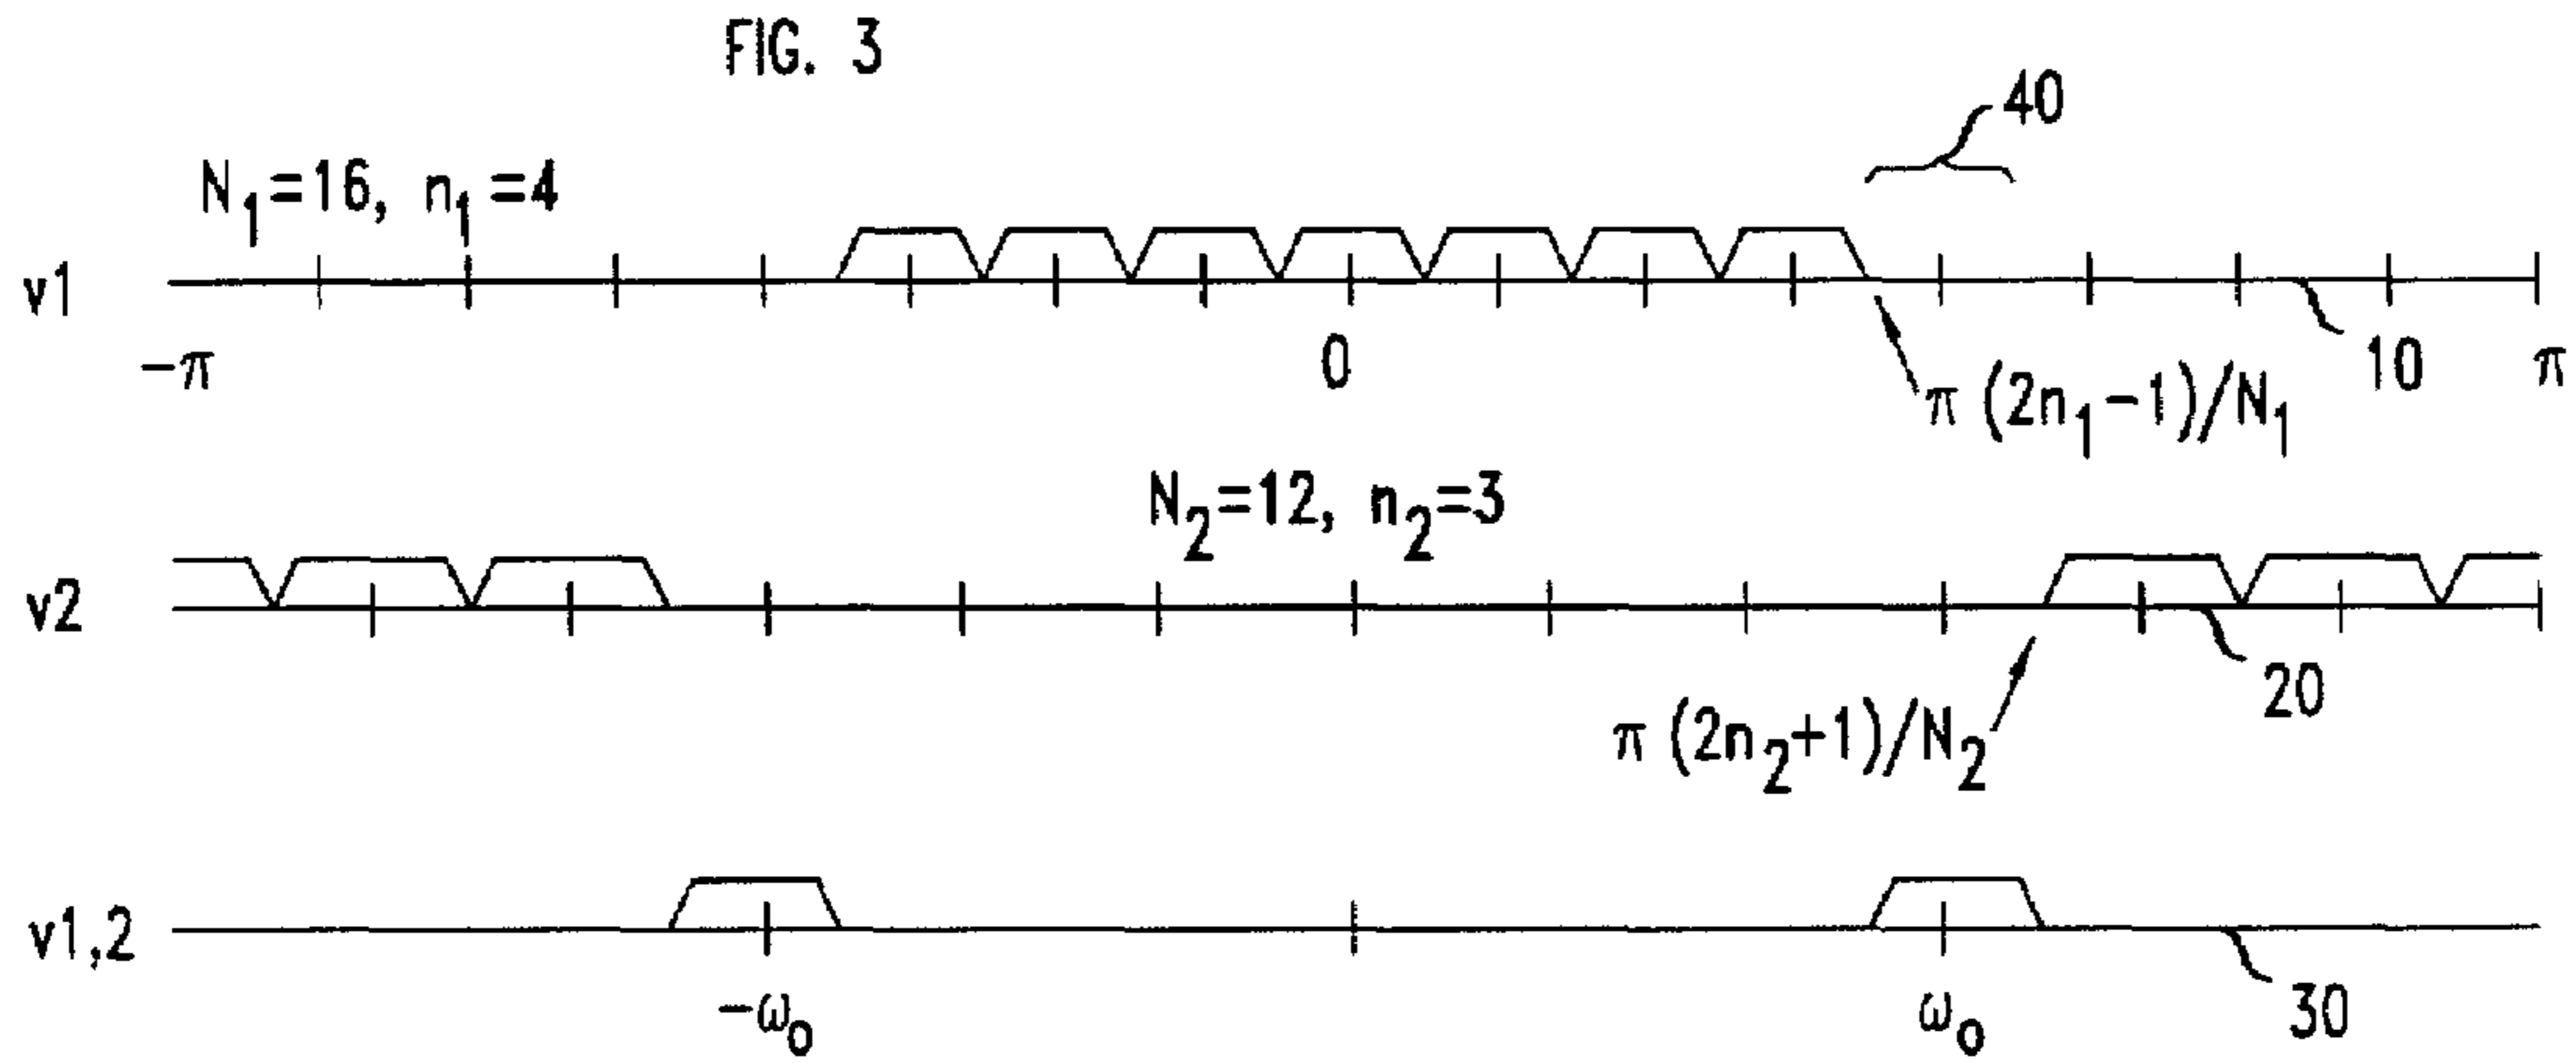 FIG. 3
40
N₁=16, n₁=4
v1
-π
0
π(2n₁-1)/N₁
10
π
N₂=12, n₂=3
v2
π(2n₂+1)/N₂
20
v1,2
-ω₀
ω₀
30